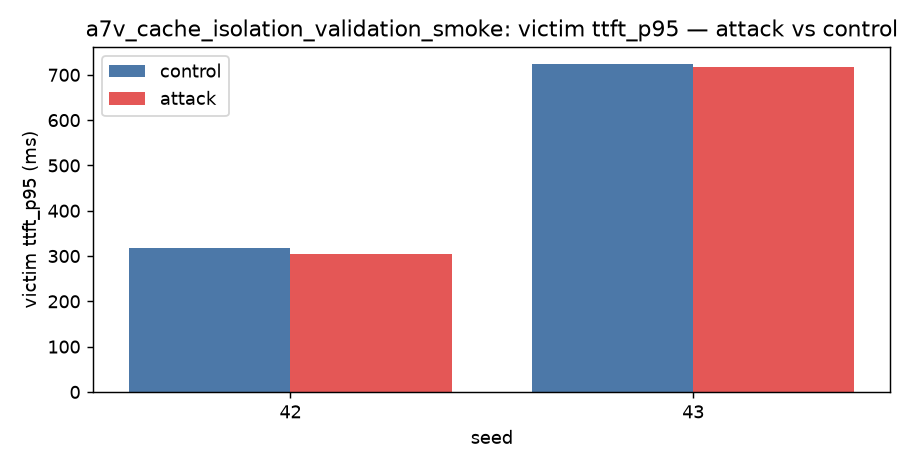 a7v_cache_isolation_validation_smoke: victim ttft_p95 — attack vs control
control
attack
victim ttft_p95 (ms)
700
600
500
400
300
200
100
0
42
43
seed